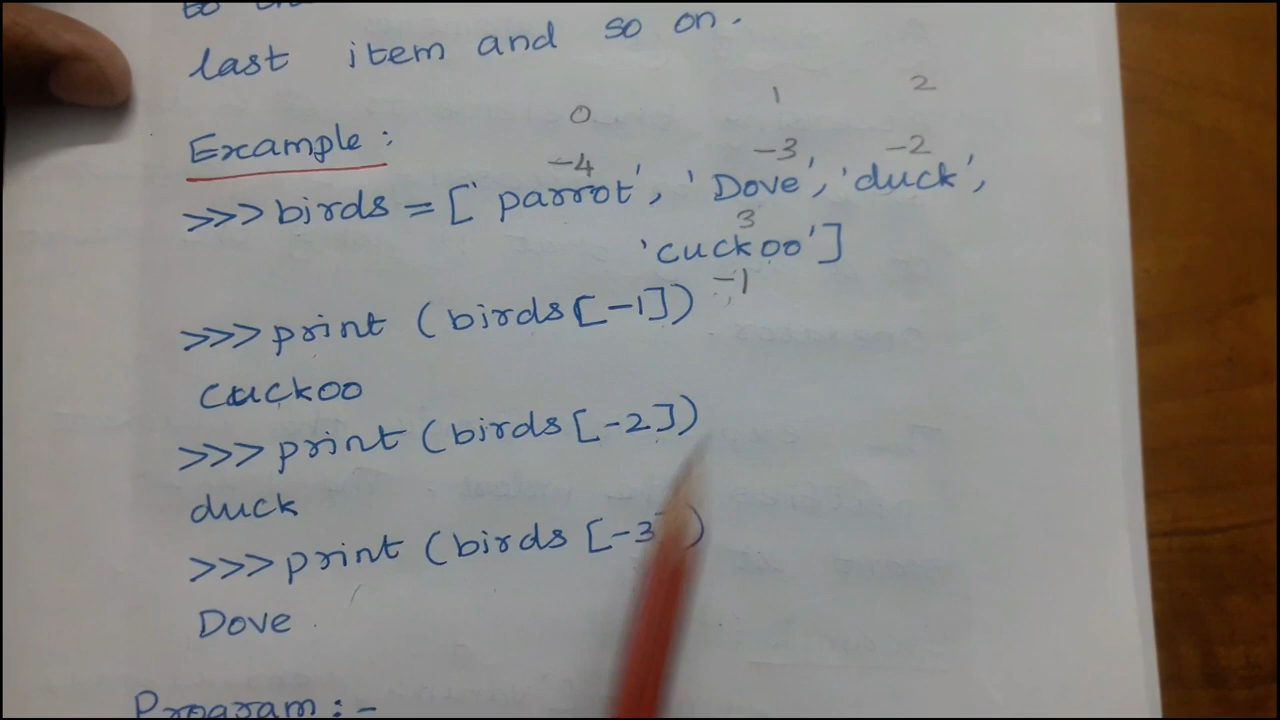 last item and so on.
0 1 2
Example:
-4 -3 -2
>>> birds = ['parrot', 'Dove', 'duck',
3
'cuckoo']
-1
>>> print (birds[-1])
cuckoo
>>> print (birds[-2])
duck
>>> print (birds [-3])
Dove
Program:-